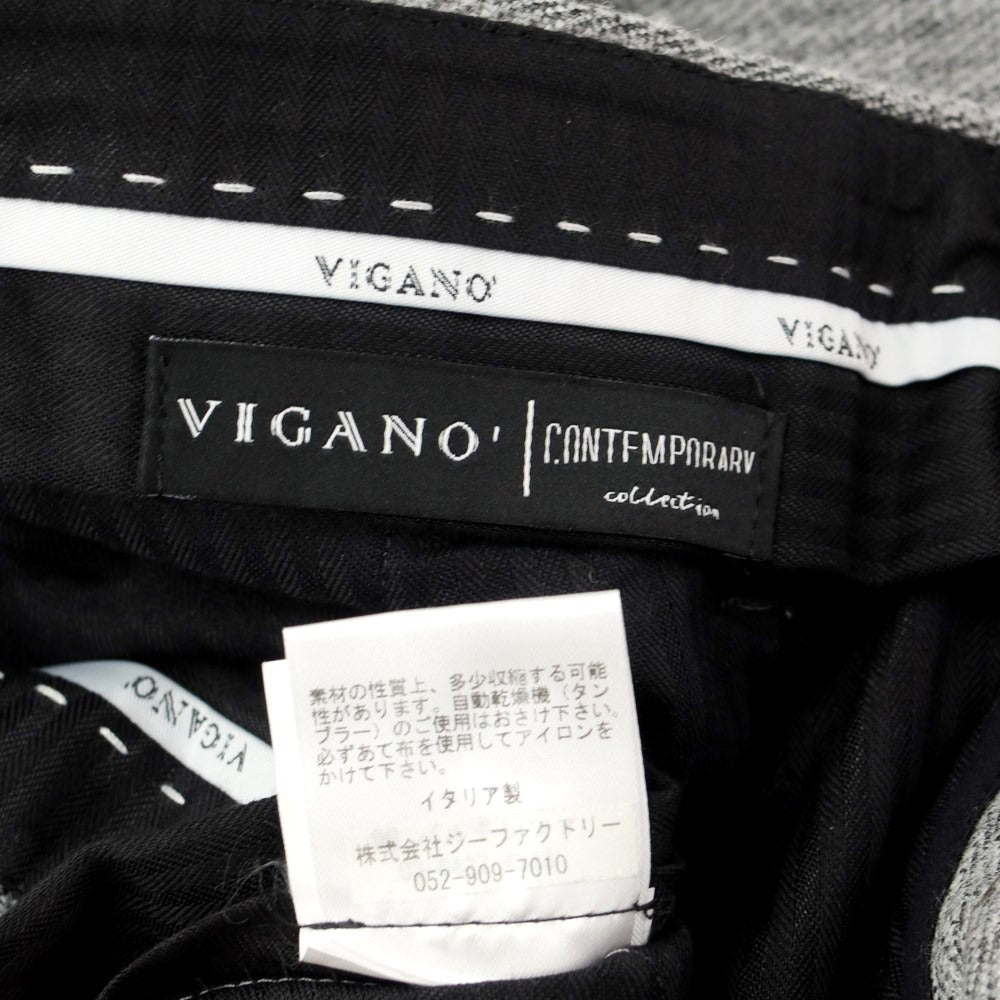 VIGANO'
VIGANO'
VIGANO' | CONTEMPORARY
collection
VIGANO'
素材の性質上、多少収縮する可能
性があります。自動乾燥機（タン
ブラー）のご使用はおさけ下さい。
必ずあて布を使用してアイロンを
かけて下さい。
イタリア製
株式会社ジーファクトリー
052-909-7010